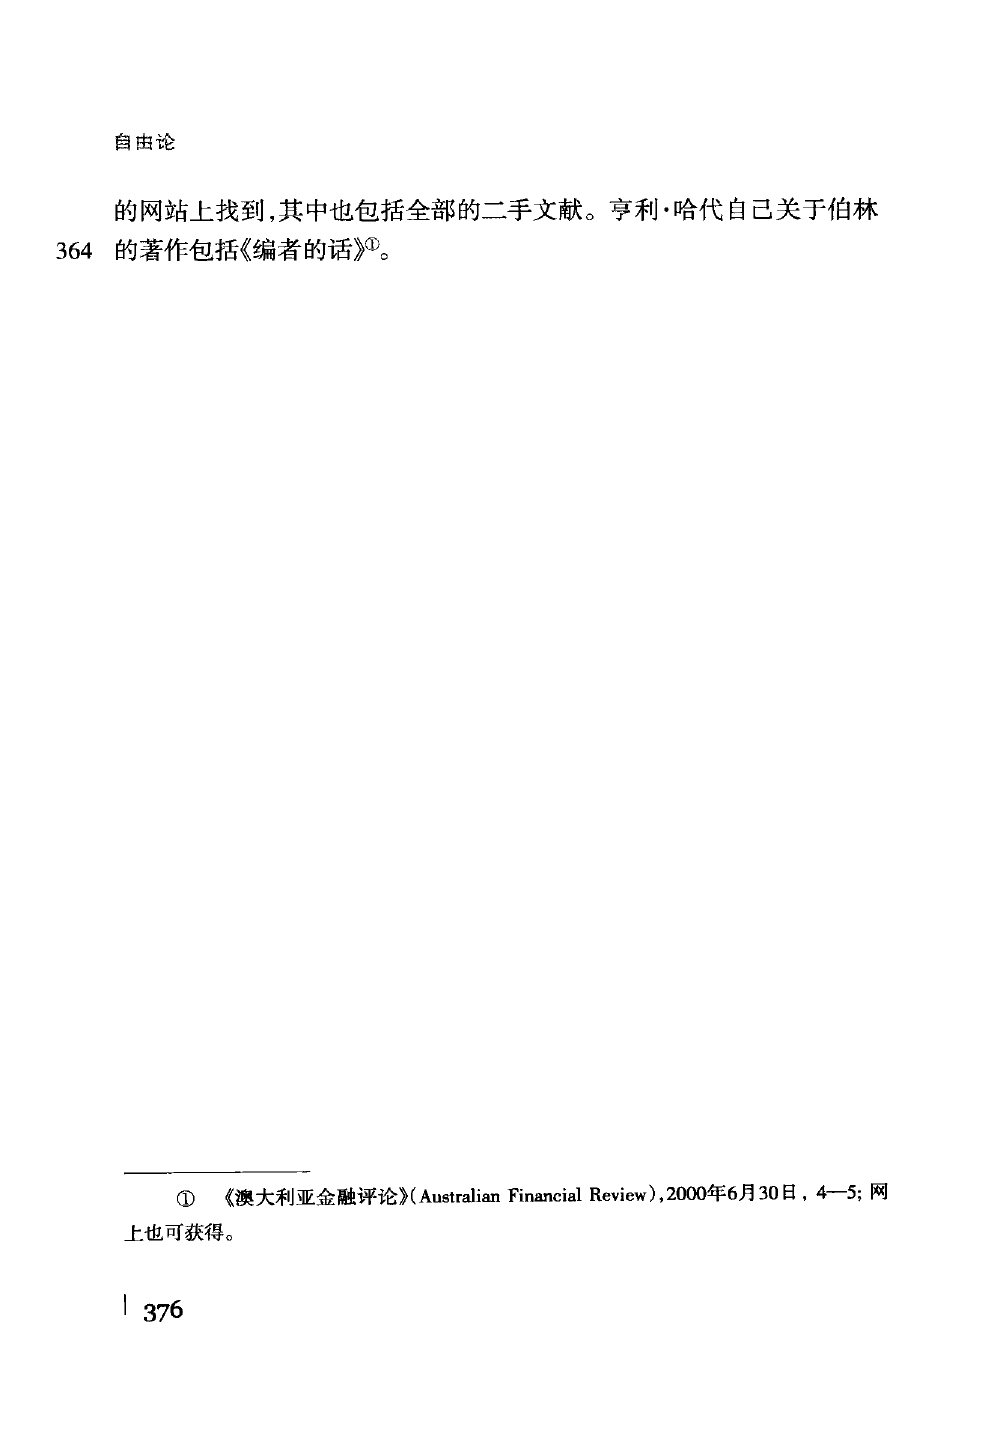 自由论
的网站上找到,其中也包括全部的二手文献。亨利·哈代自己关于伯林
364 的著作包括《编者的话》①。
① 《澳大利亚金融评论》(Australian Financial Review),2000年6月30日，4—5; 网
上也可获得。
376